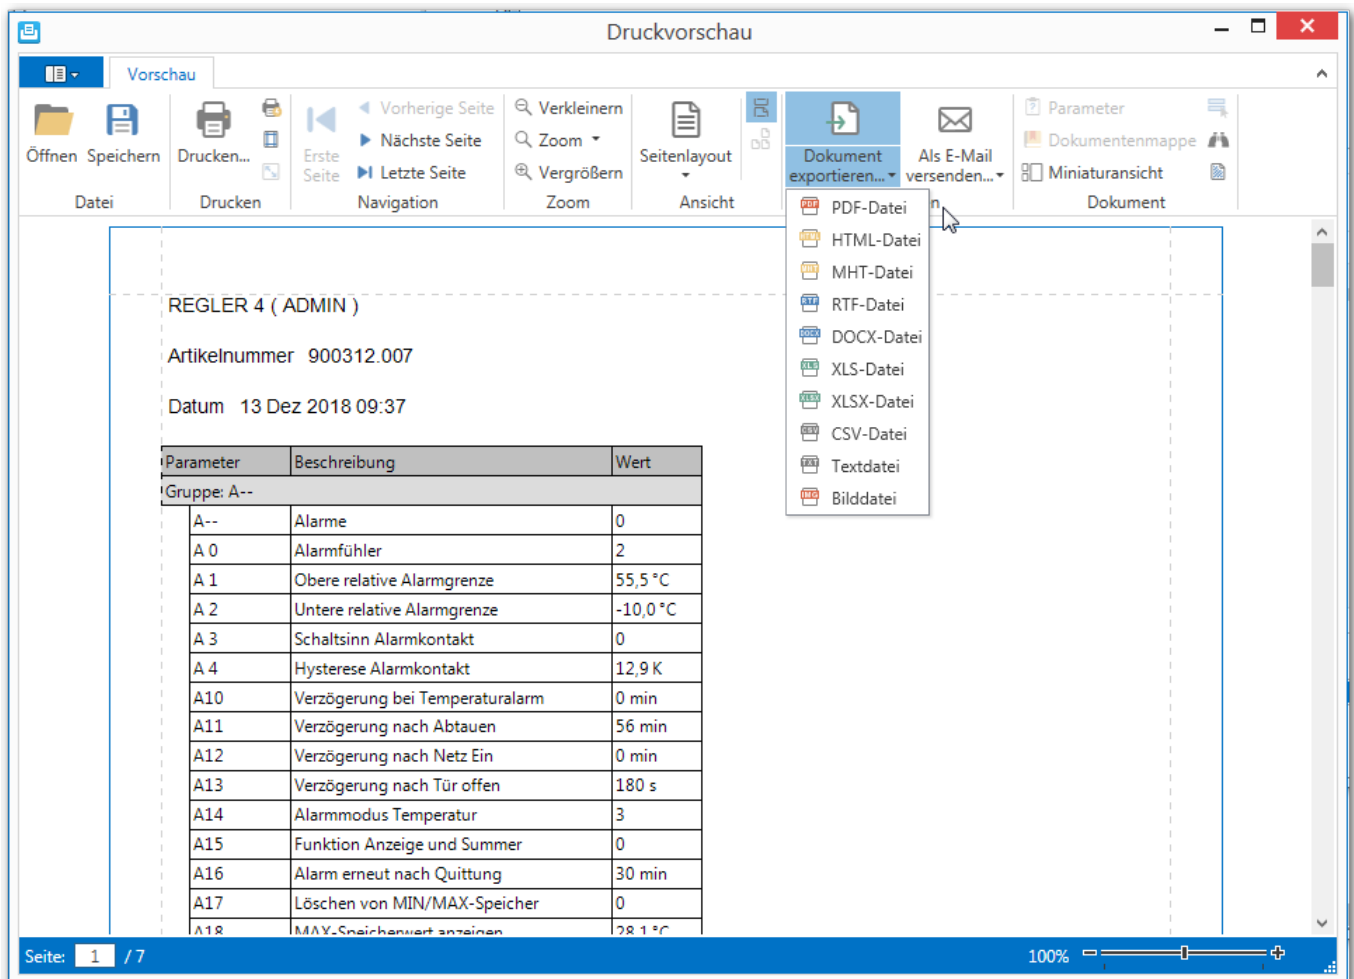 Druckvorschau
Vorschau
Öffnen
Speichern
Drucken...
Erste
Seite
Vorherige Seite
Nächste Seite
Letzte Seite
Verkleinern
Zoom
Vergrößern
Seitenlayout
Dokument
exportieren...
Als E-Mail
versenden...
Parameter
Dokumentenmappe
Miniaturansicht
Datei
Drucken
Navigation
Zoom
Ansicht
Dokument
PDF-Datei
HTML-Datei
MHT-Datei
RTF-Datei
DOCX-Datei
XLS-Datei
XLSX-Datei
CSV-Datei
Textdatei
Bilddatei
REGLER 4 ( ADMIN )
Artikelnummer 900312.007
Datum 13 Dez 2018 09:37
Parameter Beschreibung Wert
Gruppe: A--
A-- Alarme 0
A 0 Alarmfühler 2
A 1 Obere relative Alarmgrenze 55,5 °C
A 2 Untere relative Alarmgrenze -10,0 °C
A 3 Schaltsinn Alarmkontakt 0
A 4 Hysterese Alarmkontakt 12,9 K
A10 Verzögerung bei Temperaturalarm 0 min
A11 Verzögerung nach Abtauen 56 min
A12 Verzögerung nach Netz Ein 0 min
A13 Verzögerung nach Tür offen 180 s
A14 Alarmmodus Temperatur 3
A15 Funktion Anzeige und Summer 0
A16 Alarm erneut nach Quittung 30 min
A17 Löschen von MIN/MAX-Speicher 0
A18 MAX-Speicherwert anzeigen 28,1 °C
Seite: 1 / 7
100%